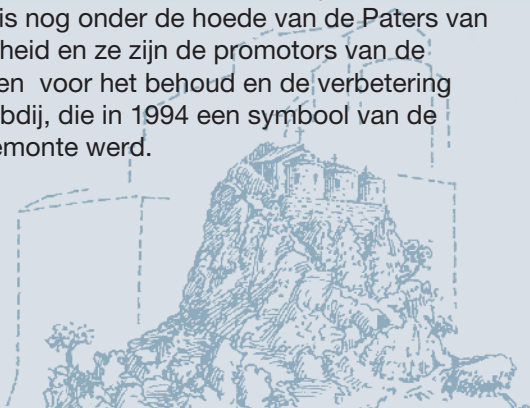 is nog onder de hoede van de Paters van
heid en ze zijn de promotors van de
en voor het behoud en de verbetering
bdij, die in 1994 een symbool van de
emonte werd.